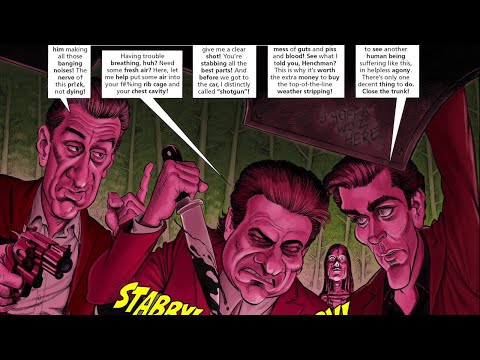 him making
all those
banging
noises! The
nerve of
this pr!ck,
not dying!
Having trouble
breathing, huh? Need
some fresh air? Here, let
me help put some air into
your f#%ing rib cage and
your chest cavity!
give me a clear
shot! You're
stabbing all the
best parts! And
before we got to
the car, I distinctly
called "shotgun"!
mess of guts and piss
and blood! See what I
told you, Henchman?
This is why it's worth
the extra money to buy
the top-of-the-line
weather stripping!
to see another
human being
suffering like this,
in helpless agony.
There's only one
decent thing to do.
Close the trunk!
WUZ
HERE
STABBY!